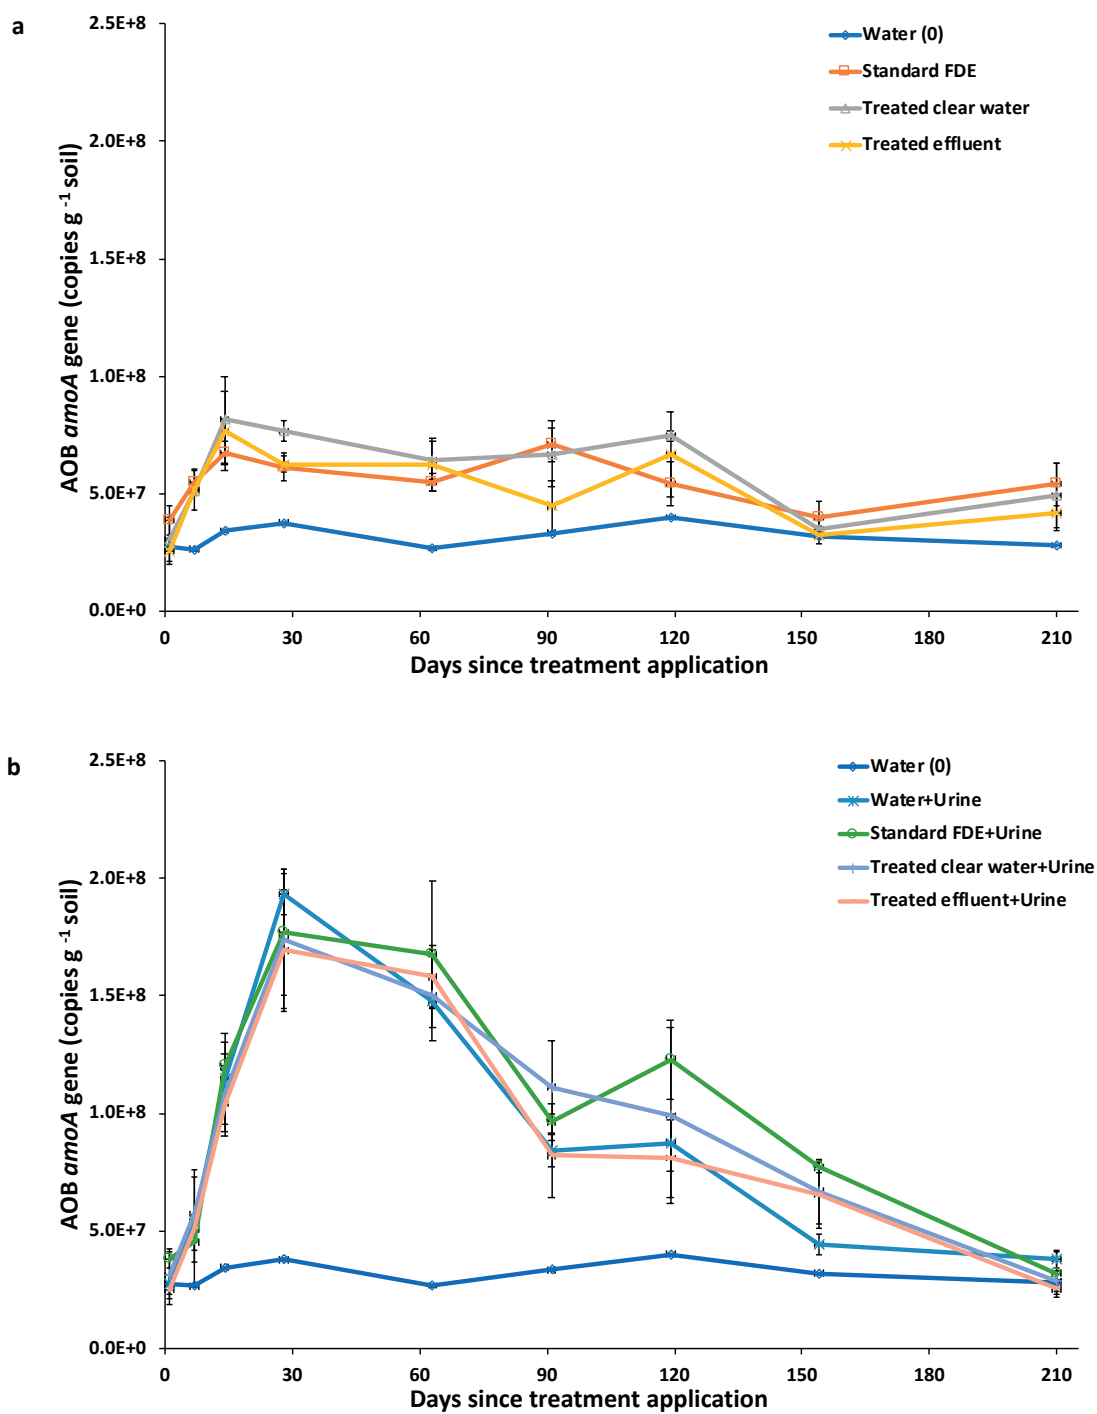 a
2.5E+8
2.0E+8
1.5E+8
1.0E+8
5.0E+7
0.0E+0
AOB amoA gene (copies g -1 soil)
Water (0)
Standard FDE
Treated clear water
Treated effluent
0 30 60 90 120 150 180 210
Days since treatment application
b
2.5E+8
2.0E+8
1.5E+8
1.0E+8
5.0E+7
0.0E+0
AOB amoA gene (copies g -1 soil)
Water (0)
Water+Urine
Standard FDE+Urine
Treated clear water+Urine
Treated effluent+Urine
0 30 60 90 120 150 180 210
Days since treatment application